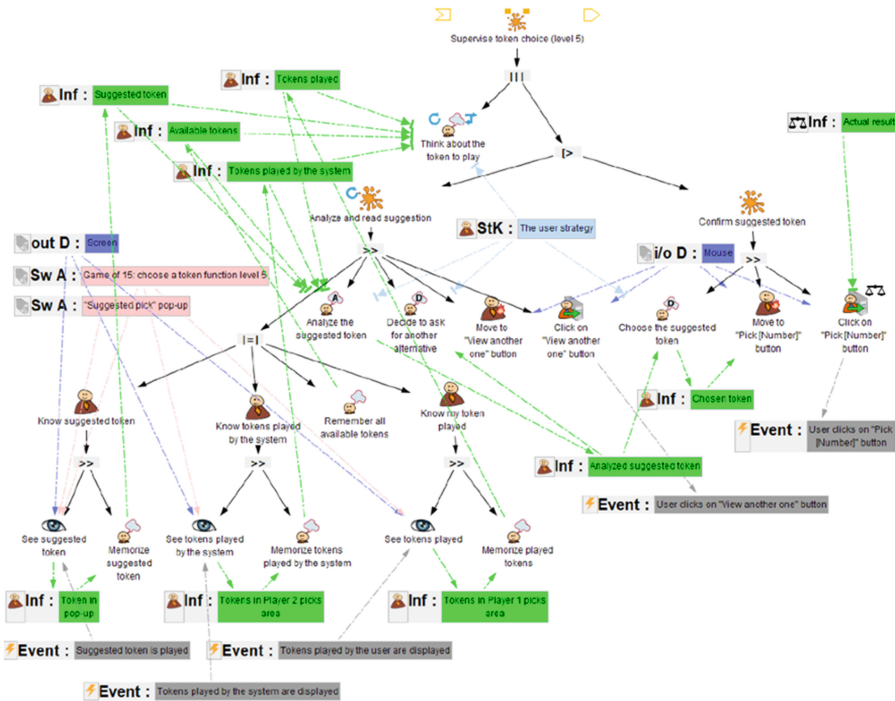 Supervise token choice (level 5)
|||
Inf : Tokens played
Inf : Suggested token
Inf : Available tokens
Think about the
token to play
Inf : Actual result
[>
Inf : Tokens played by the system
Analyze and read suggestion
Confirm suggested token
StK : The user strategy
out D : Screen
>>
i/o D : Mouse
>>
Sw A : Game of 15: choose a token function level 5
Sw A : "Suggested pick" pop-up
A
D
D
Analyze the
suggested token
Decide to ask
for another
alternative
Move to
"View another
one" button
Click on
"View another
one" button
Choose the suggested
token
Move to
"Pick [Number]"
button
Click on
"Pick [Number]"
button
|=|
Know suggested token
Know tokens played
by the system
Remember all
available tokens
Know my token
played
Inf : Chosen token
Event : User clicks on "Pick
[Number]" button
>>
>>
>>
Inf : Analyzed suggested token
Event : User clicks on "View another one" button
See suggested
token
Memorize
suggested
token
See tokens played
by the system
Memorize tokens
played by the system
See tokens played
Memorize played
tokens
Inf : Token in
pop-up
Inf : Tokens in Player 2 picks
area
Inf : Tokens in Player 1 picks
area
Event : Suggested token is played
Event : Tokens played by the user are displayed
Event : Tokens played by the system are displayed